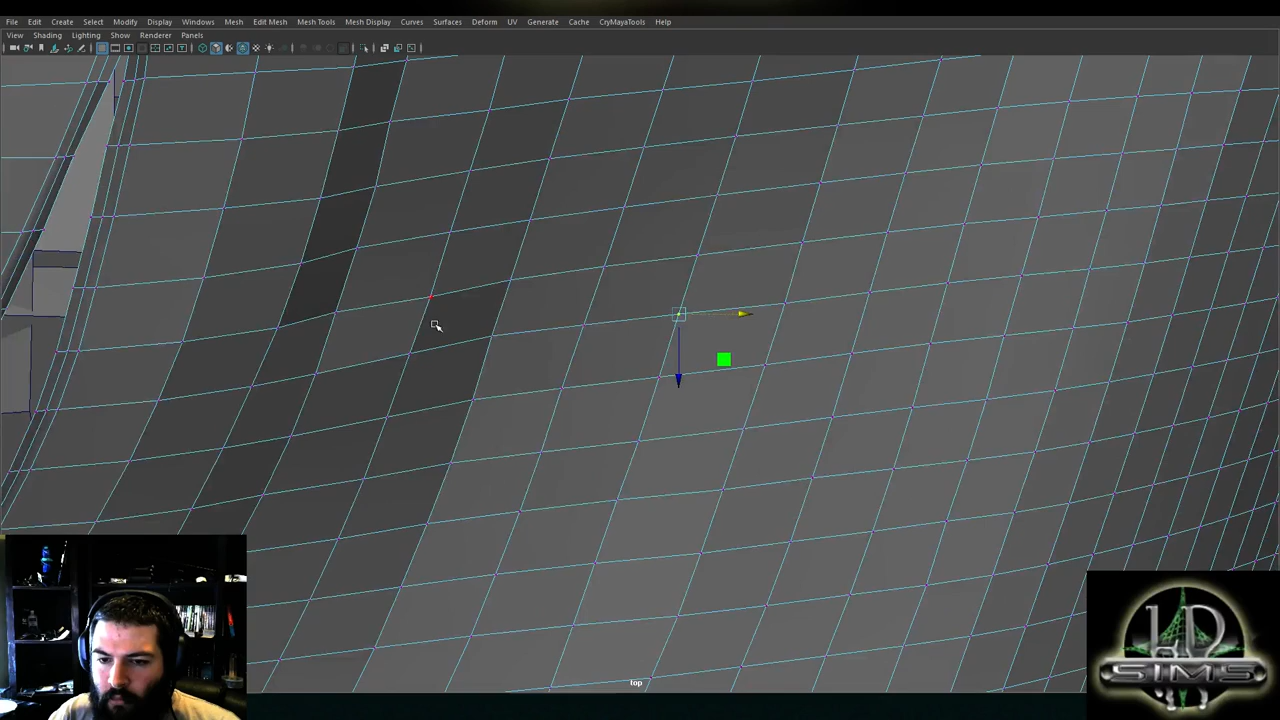 File Edit Create Select Modify Display Windows Mesh Edit Mesh Mesh Tools Mesh Display Curves Surfaces Deform UV Generate Cache CryMayaTools Help
View Shading Lighting Show Renderer Panels
top
SIMS